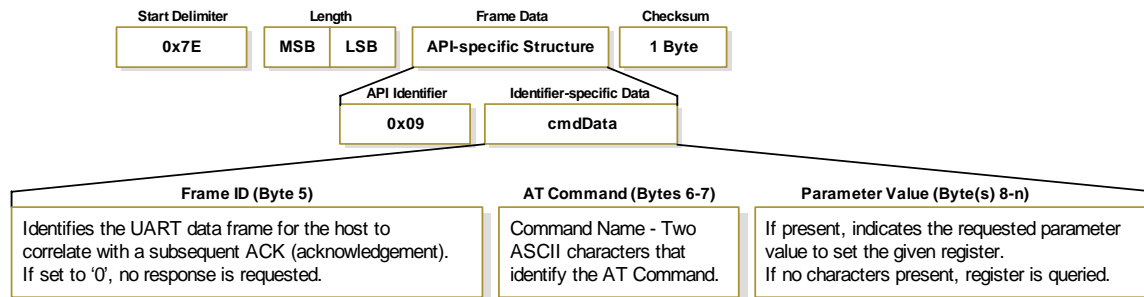 Start Delimiter
Length
Frame Data
Checksum
0x7E
MSB
LSB
API-specific Structure
1 Byte
API Identifier
Identifier-specific Data
0x09
cmdData
Frame ID (Byte 5)
Identifies the UART data frame for the host to
correlate with a subsequent ACK (acknowledgement).
If set to ‘0’, no response is requested.
AT Command (Bytes 6-7)
Command Name - Two
ASCII characters that
identify the AT Command.
Parameter Value (Byte(s) 8-n)
If present, indicates the requested parameter
value to set the given register.
If no characters present, register is queried.